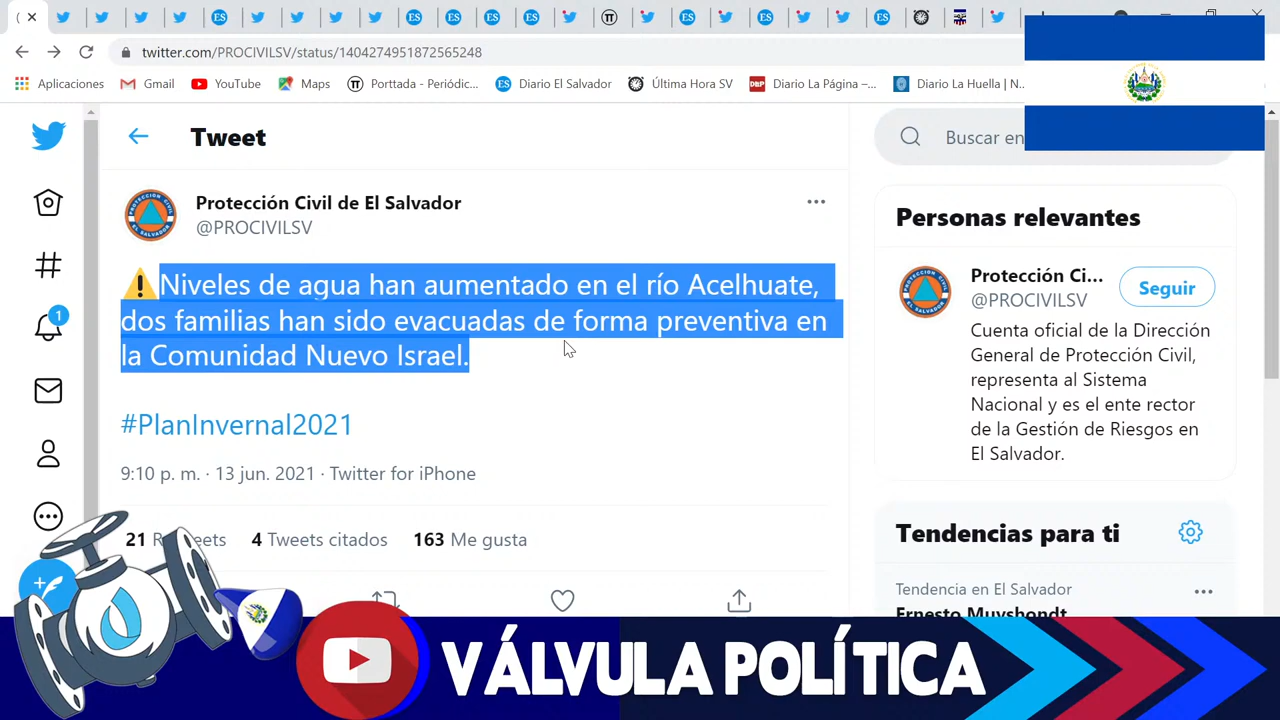 twitter.com/PROCIVILSV/status/1404274951872565248
Aplicaciones
Gmail
YouTube
Maps
Porttada - Periódic...
Diario El Salvador
Última Hora SV
Diario La Página –...
Diario La Huella | N...
Tweet
Buscar en
Protección Civil de El Salvador
@PROCIVILSV
Niveles de agua han aumentado en el río Acelhuate,
dos familias han sido evacuadas de forma preventiva en
la Comunidad Nuevo Israel.
#PlanInvernal2021
9:10 p. m. · 13 jun. 2021 · Twitter for iPhone
21 Retweets 4 Tweets citados 163 Me gusta
Personas relevantes
Protección Ci...
@PROCIVILSV
Seguir
Cuenta oficial de la Dirección
General de Protección Civil,
representa al Sistema
Nacional y es el ente rector
de la Gestión de Riesgos en
El Salvador.
Tendencias para ti
Tendencia en El Salvador
Ernesto Muyshondt
1
VÁLVULA POLÍTICA